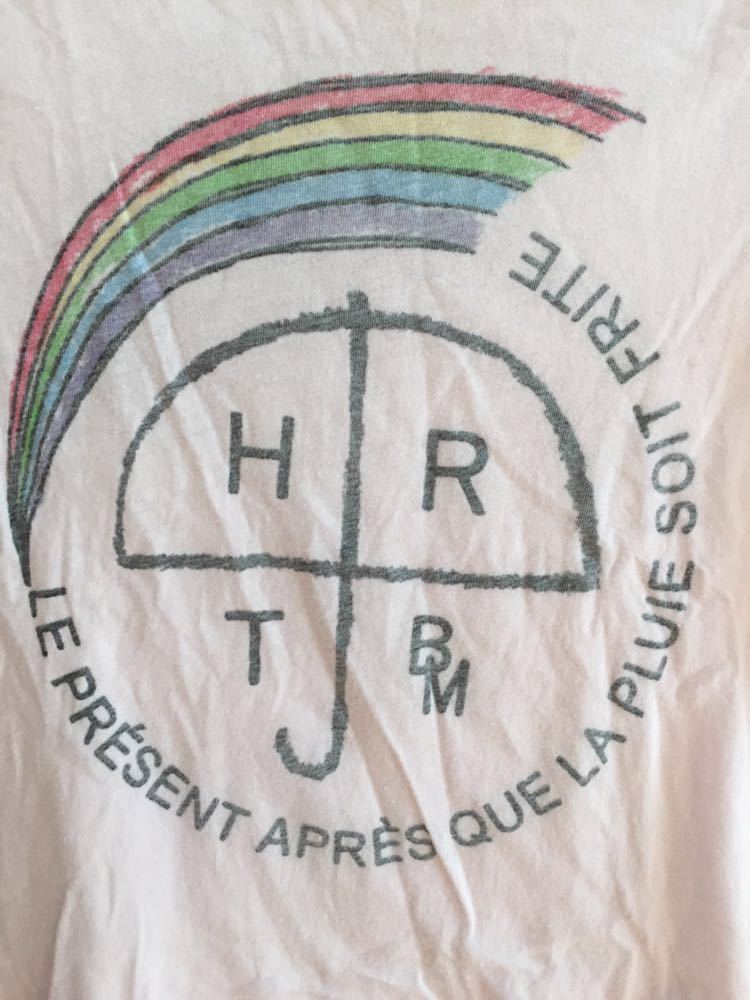 H R
T BM
LE PRÉSENT APRÈS QUE LA PLUIE SOIT FRITE